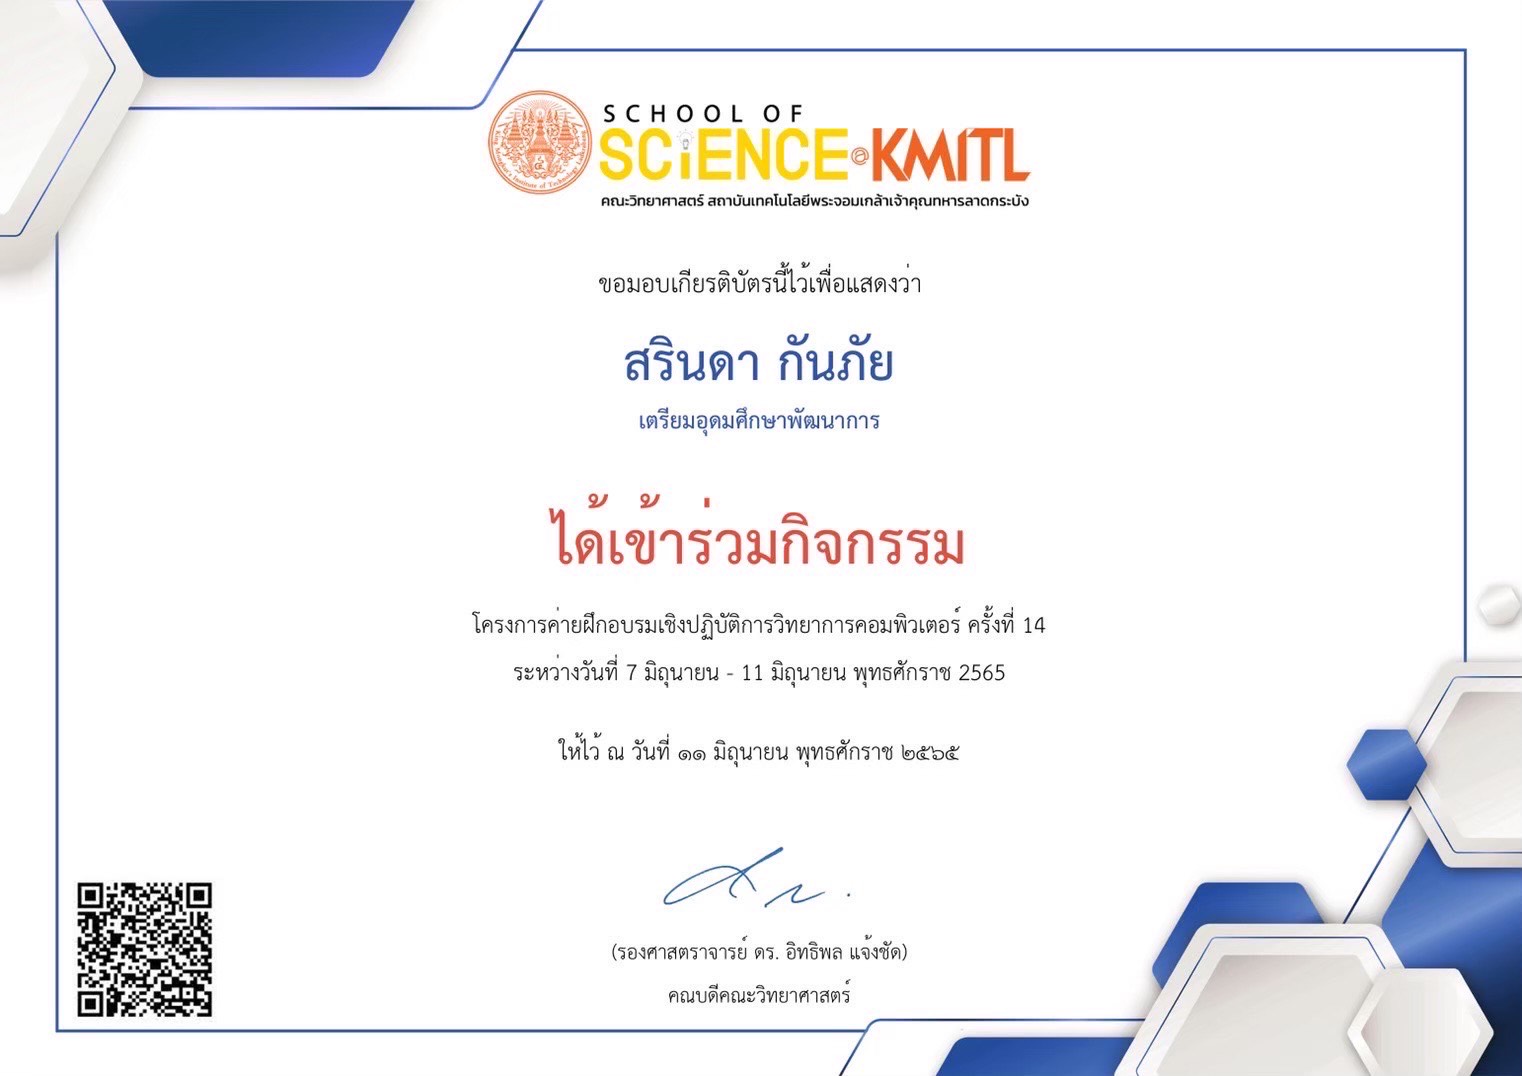 SCHOOL OF
SCiENCE@KMITL
คณะวิทยาศาสตร์ สถาบันเทคโนโลยีพระจอมเกล้าเจ้าคุณทหารลาดกระบัง
ขอมอบเกียรติบัตรนี้ไว้เพื่อแสดงว่า
สรินดา กันภัย
เตรียมอุดมศึกษาพัฒนาการ
ได้เข้าร่วมกิจกรรม
โครงการค่ายฝึกอบรมเชิงปฏิบัติการวิทยาการคอมพิวเตอร์ ครั้งที่ 14
ระหว่างวันที่ 7 มิถุนายน - 11 มิถุนายน พุทธศักราช 2565
ให้ไว้ ณ วันที่ ๑๑ มิถุนายน พุทธศักราช ๒๕๖๕
(รองศาสตราจารย์ ดร. อิทธิพล แจ้งชัด)
คณบดีคณะวิทยาศาสตร์